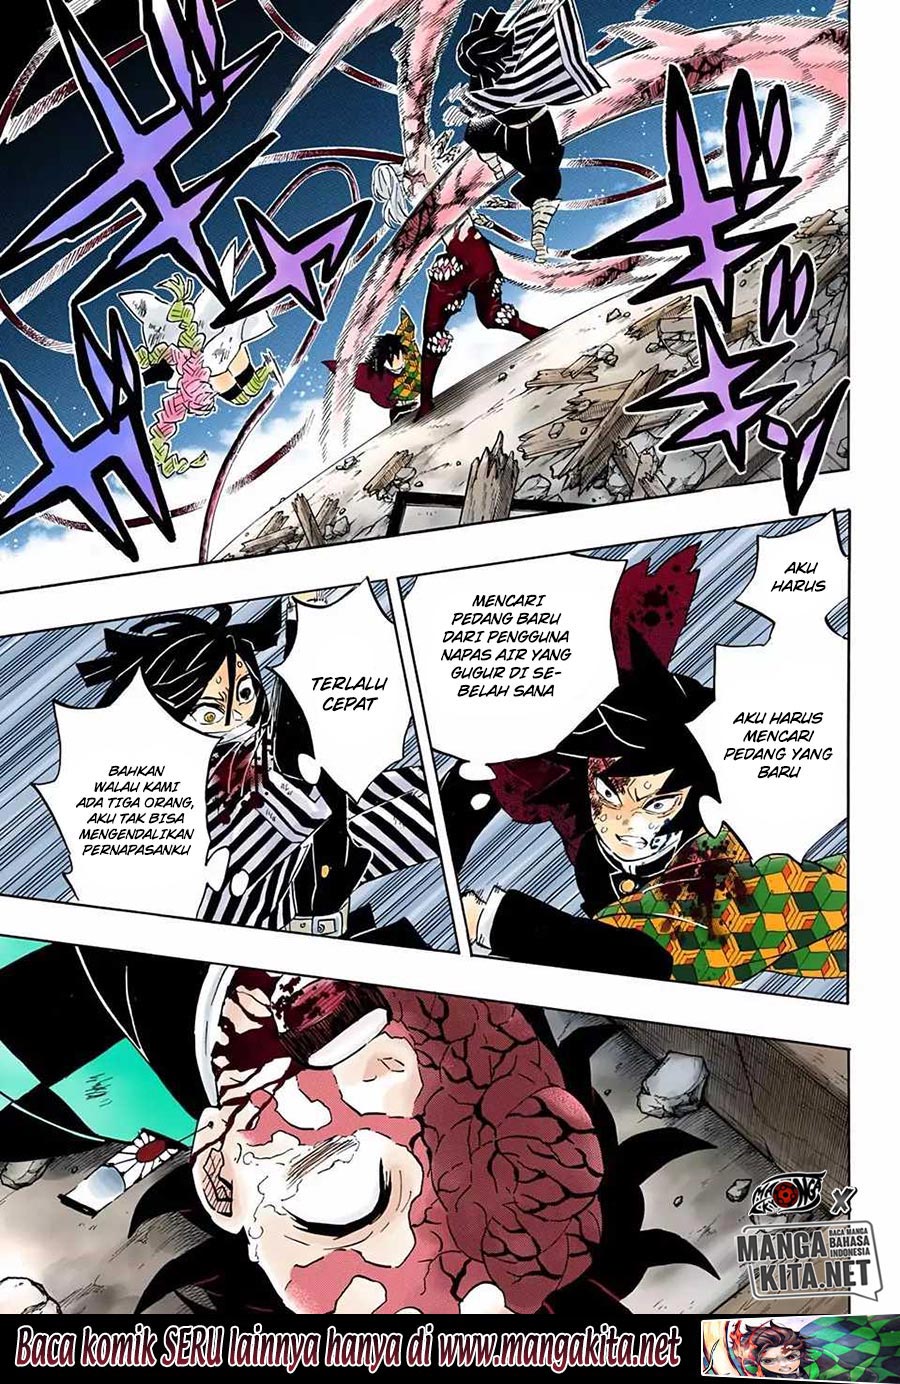 AKU
HARUS
MENCARI
PEDANG BARU
DARI PENGGUNA
NAPAS AIR YANG
GUGUR DI SE-
BELAH SANA
AKU HARUS
MENCARI
PEDANG YANG
BARU
TERLALU
CEPAT
BAHKAN
WALAU KAMI
ADA TIGA ORANG,
AKU TAK BISA
MENGENDALIKAN
PERNAPASANKU
X
MANGA
KITA.NET
BACA MANGA
BAHASA
INDONESIA
Baca komik SERU lainnya hanya di www.mangakita.net